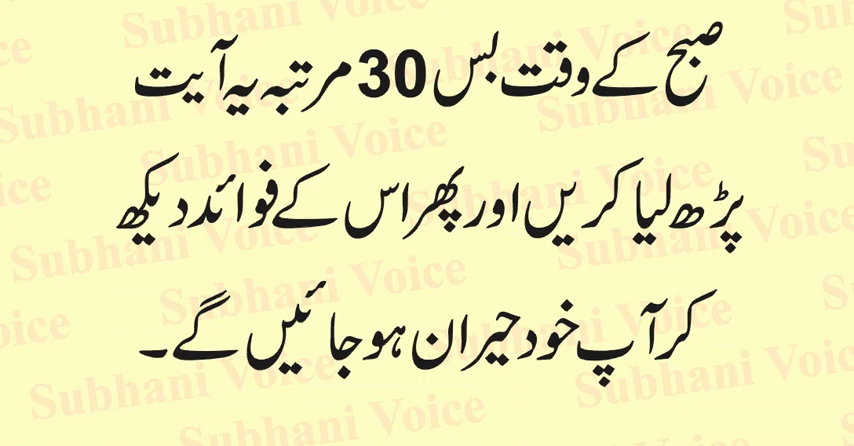 صبح کے وقت بس 30 مرتبہ یہ آیت
پڑھ لیا کریں اور پھر اس کے فوائد دیکھ
کر آپ خود حیران ہو جائیں گے۔
Subhani Voice